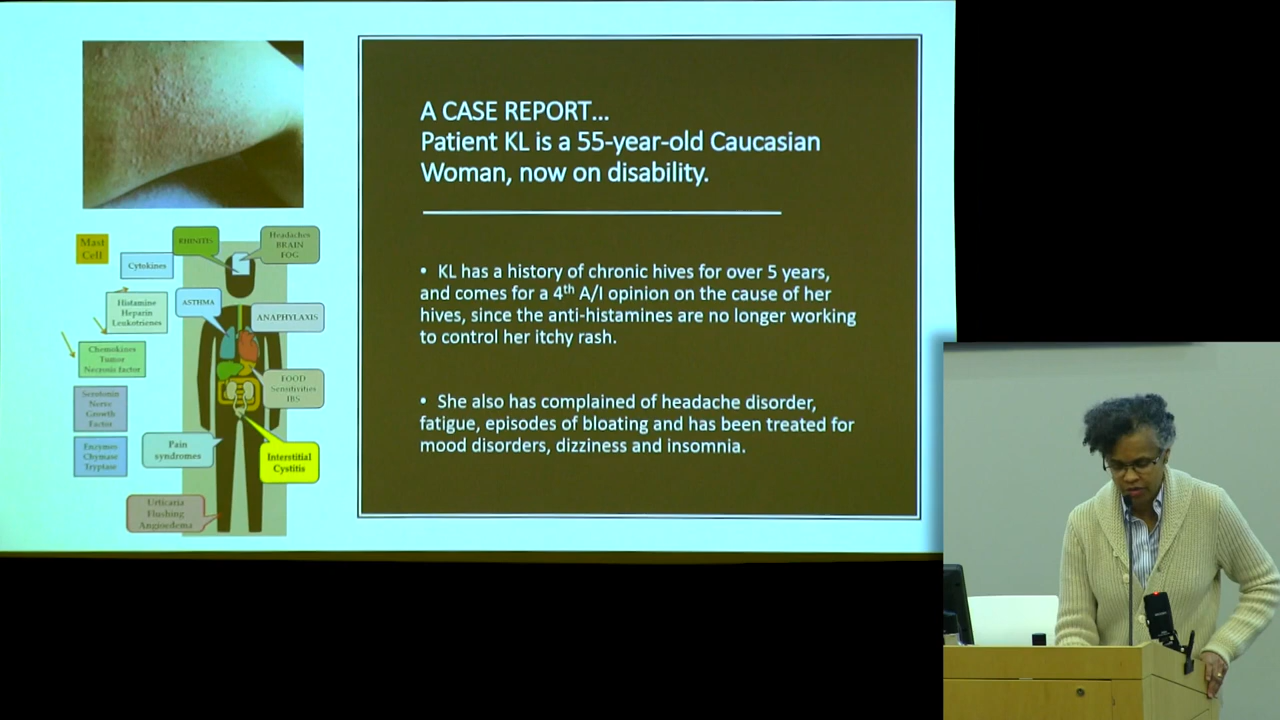 A CASE REPORT...
Patient KL is a 55-year-old Caucasian
Woman, now on disability.
• KL has a history of chronic hives for over 5 years,
and comes for a 4th A/I opinion on the cause of her
hives, since the anti-histamines are no longer working
to control her itchy rash.
• She also has complained of headache disorder,
fatigue, episodes of bloating and has been treated for
mood disorders, dizziness and insomnia.
Mast
Cell
Cytokines
Histamine
Heparin
Leukotrienes
Chemokines
Tumor
Necrosis factor
Serotonin
Nerve
Growth
Factor
Enzymes
Chymase
Tryptase
RHINITIS
Headaches
BRAIN
FOG
ASTHMA
ANAPHYLAXIS
FOOD
Sensitivities
IBS
Pain
syndromes
Interstitial
Cystitis
Urticaria
Flushing
Angioedema